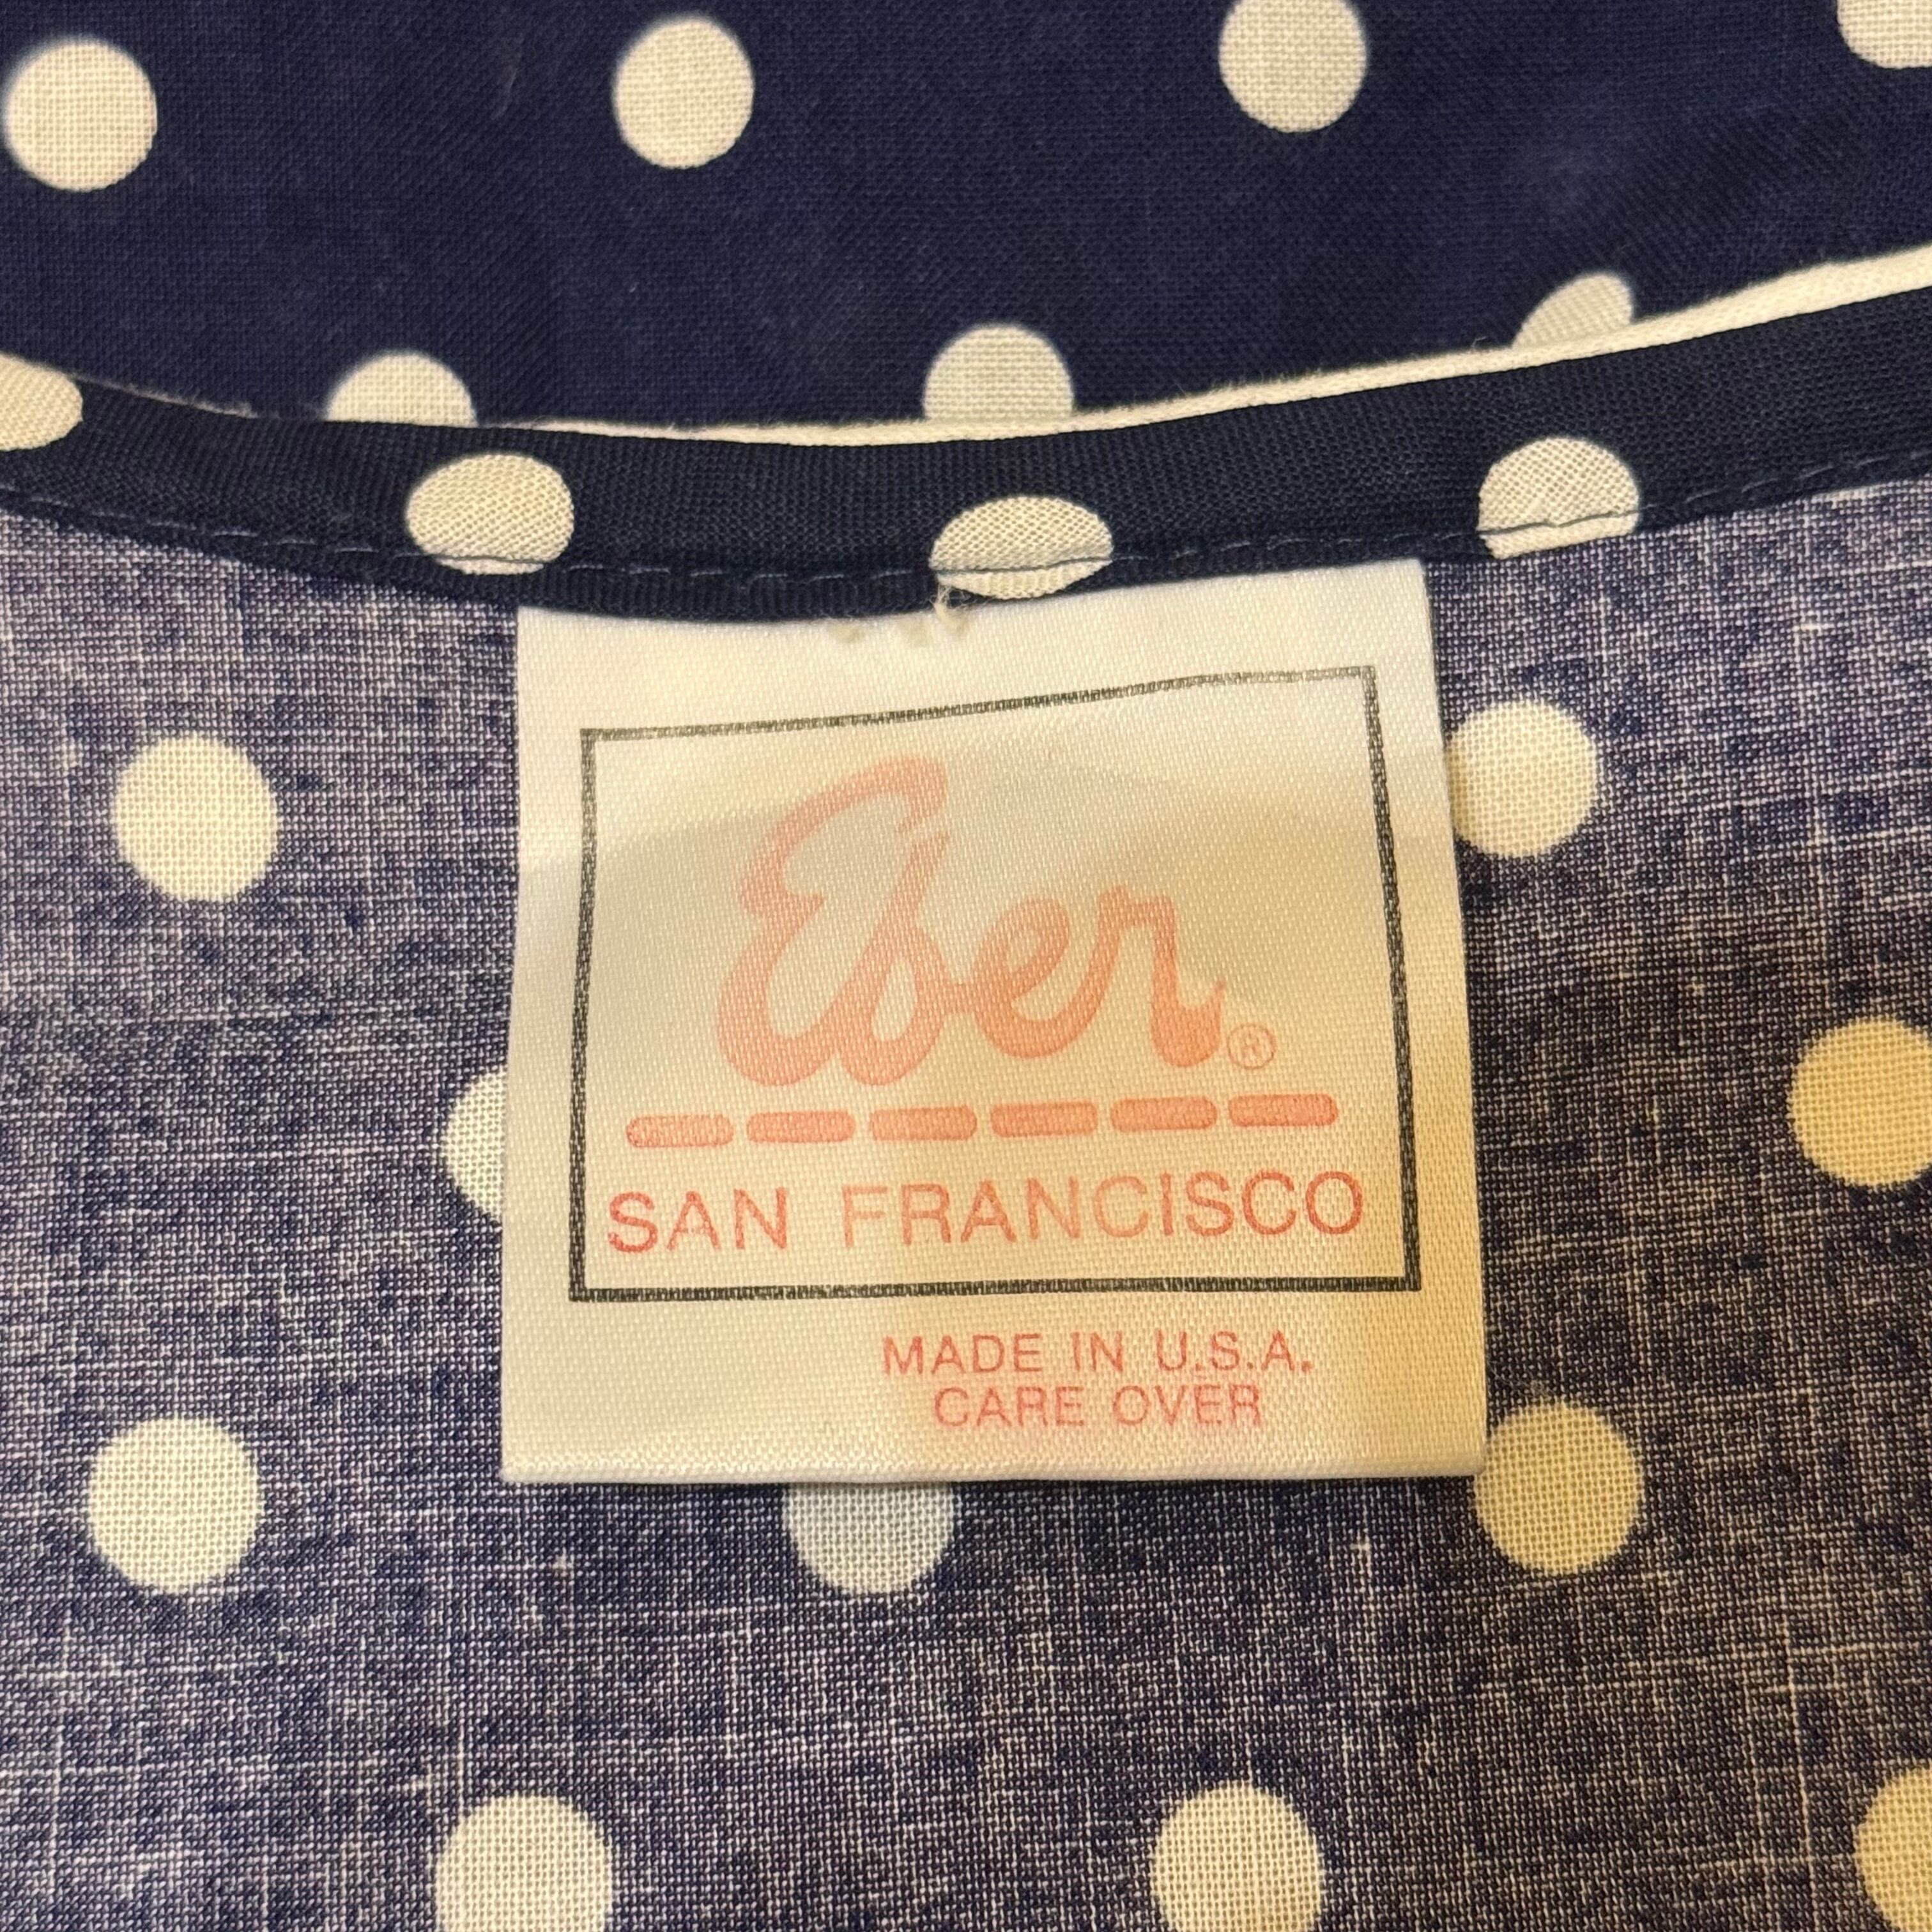 Eber®
SAN FRANCISCO
MADE IN U.S.A.
CARE OVER